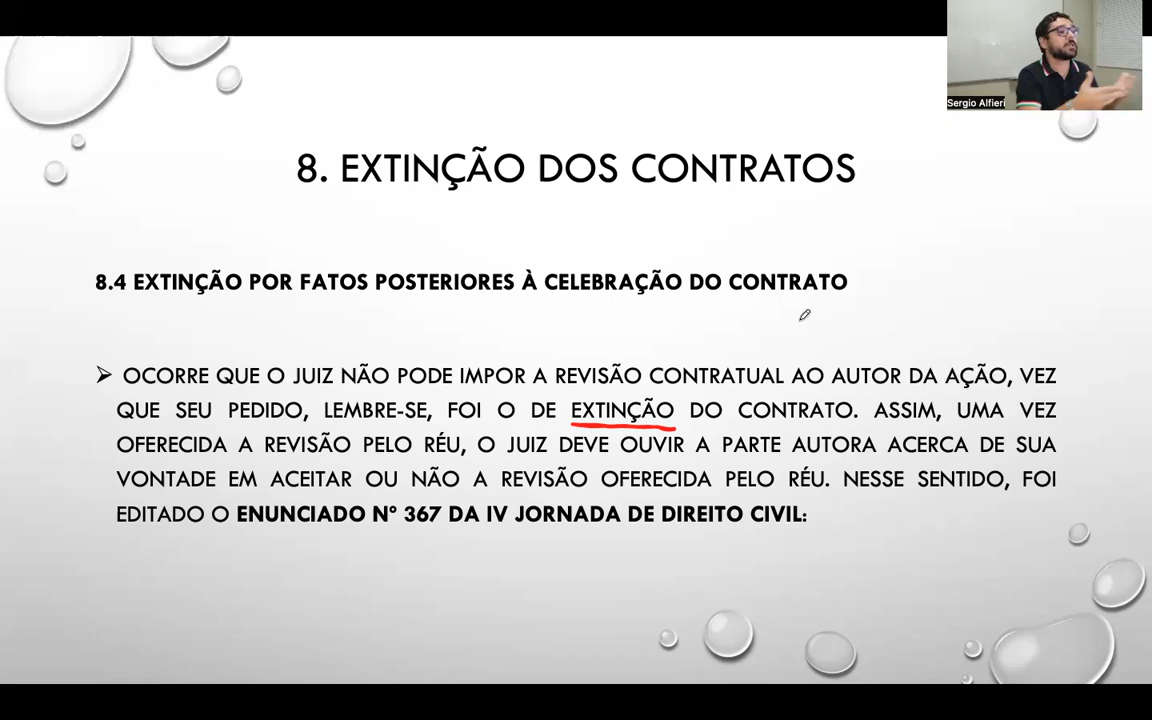 Sergio Alfieri
8. EXTINÇÃO DOS CONTRATOS
8.4 EXTINÇÃO POR FATOS POSTERIORES À CELEBRAÇÃO DO CONTRATO
➢ OCORRE QUE O JUIZ NÃO PODE IMPOR A REVISÃO CONTRATUAL AO AUTOR DA AÇÃO, VEZ
QUE SEU PEDIDO, LEMBRE-SE, FOI O DE EXTINÇÃO DO CONTRATO. ASSIM, UMA VEZ
OFERECIDA A REVISÃO PELO RÉU, O JUIZ DEVE OUVIR A PARTE AUTORA ACERCA DE SUA
VONTADE EM ACEITAR OU NÃO A REVISÃO OFERECIDA PELO RÉU. NESSE SENTIDO, FOI
EDITADO O ENUNCIADO Nº 367 DA IV JORNADA DE DIREITO CIVIL: